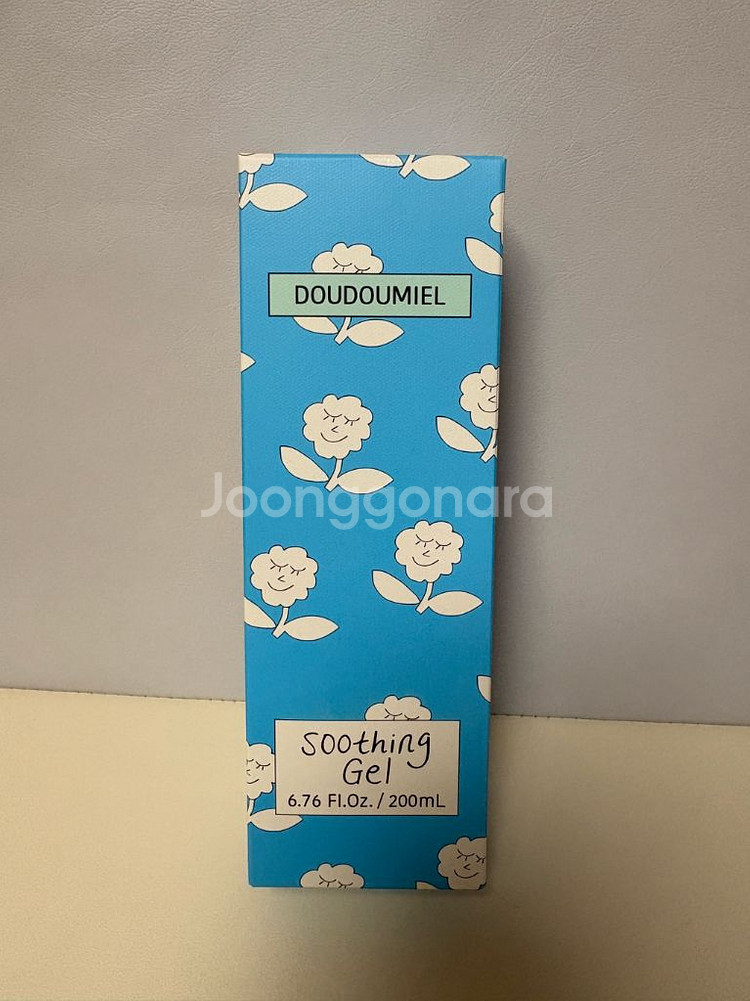 DOUDOUMIEL
Joonggonara
Soothing
Gel
6.76 Fl.Oz. / 200mL